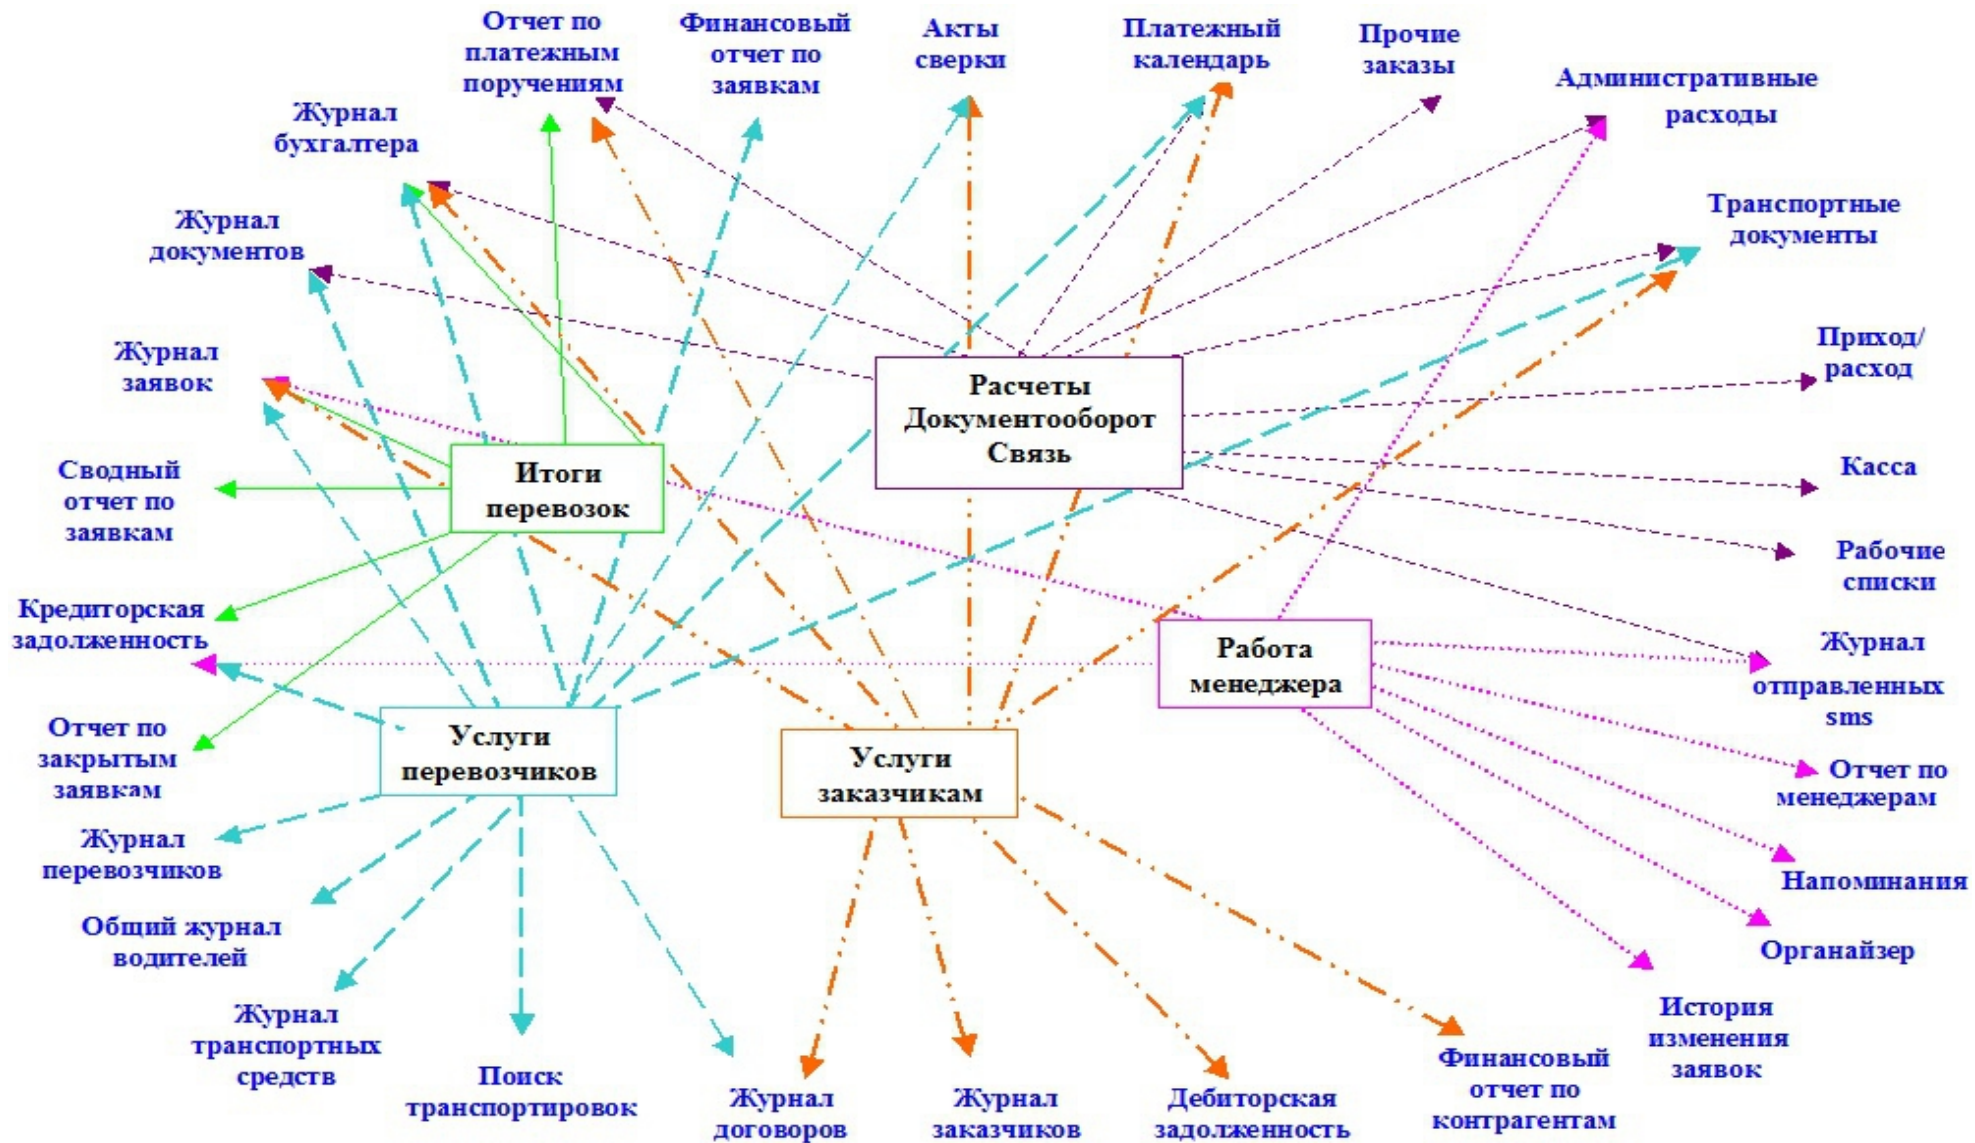 Отчет по
платежным
поручениям
Финансовый
отчет по
заявкам
Акты
сверки
Платежный
календарь
Прочие
заказы
Административные
расходы
Журнал
бухгалтера
Журнал
документов
Транспортные
документы
Журнал
заявок
Приход/
расход
Расчеты
Документооборот
Связь
Итоги
перевозок
Сводный
отчет по
заявкам
Касса
Рабочие
списки
Кредиторская
задолженность
Работа
менеджера
Журнал
отправленных
sms
Отчет по
закрытым
заявкам
Услуги
перевозчиков
Услуги
заказчикам
Отчет по
менеджерам
Журнал
перевозчиков
Напоминания
Общий журнал
водителей
Органайзер
Журнал
транспортных
средств
История
изменения
заявок
Поиск
транспортировок
Журнал
договоров
Журнал
заказчиков
Дебиторская
задолженность
Финансовый
отчет по
контрагентам